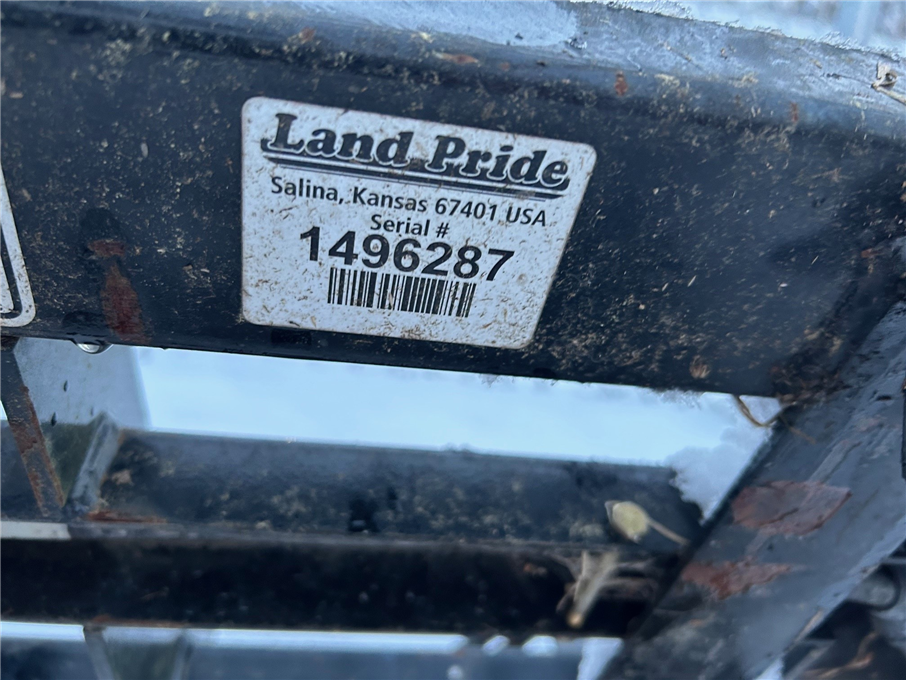 Land Pride
Salina, Kansas 67401 USA
Serial #
1496287